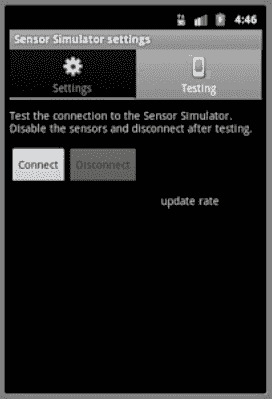 4:46
Sensor Simulator settings
Settings
Testing
Test the connection to the Sensor Simulator.
Disable the sensors and disconnect after testing.
Connect
Disconnect
update rate